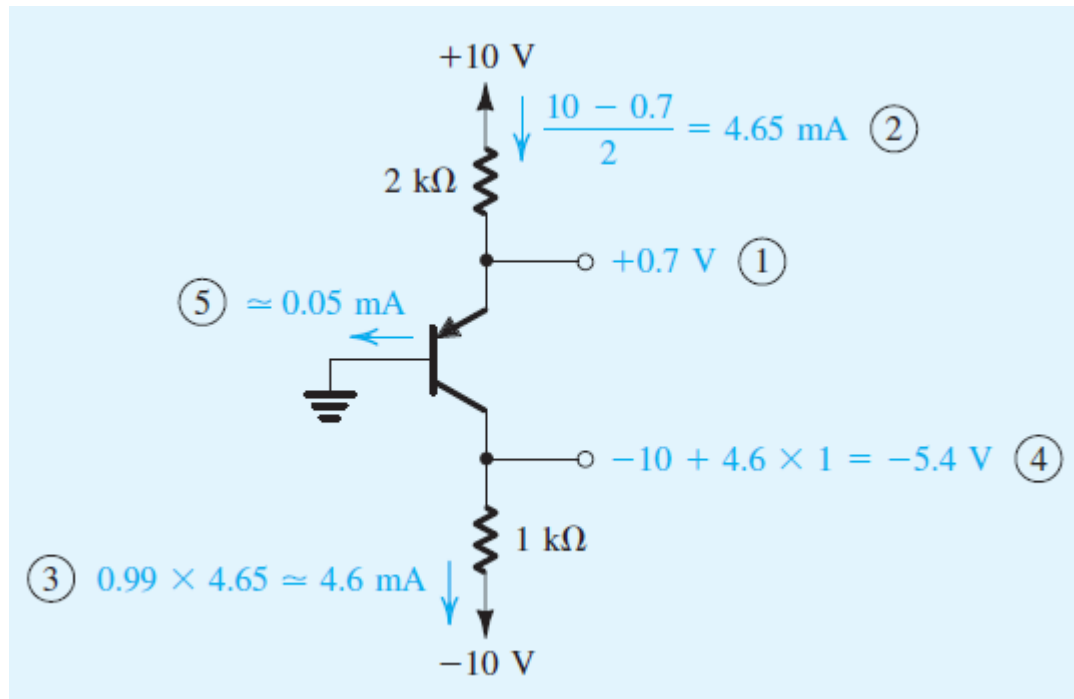 +10 V
10 − 0.7
2
= 4.65 mA ②
2 kΩ
+0.7 V ①
⑤ ≃ 0.05 mA
−10 + 4.6 × 1 = −5.4 V ④
1 kΩ
③ 0.99 × 4.65 ≃ 4.6 mA
−10 V